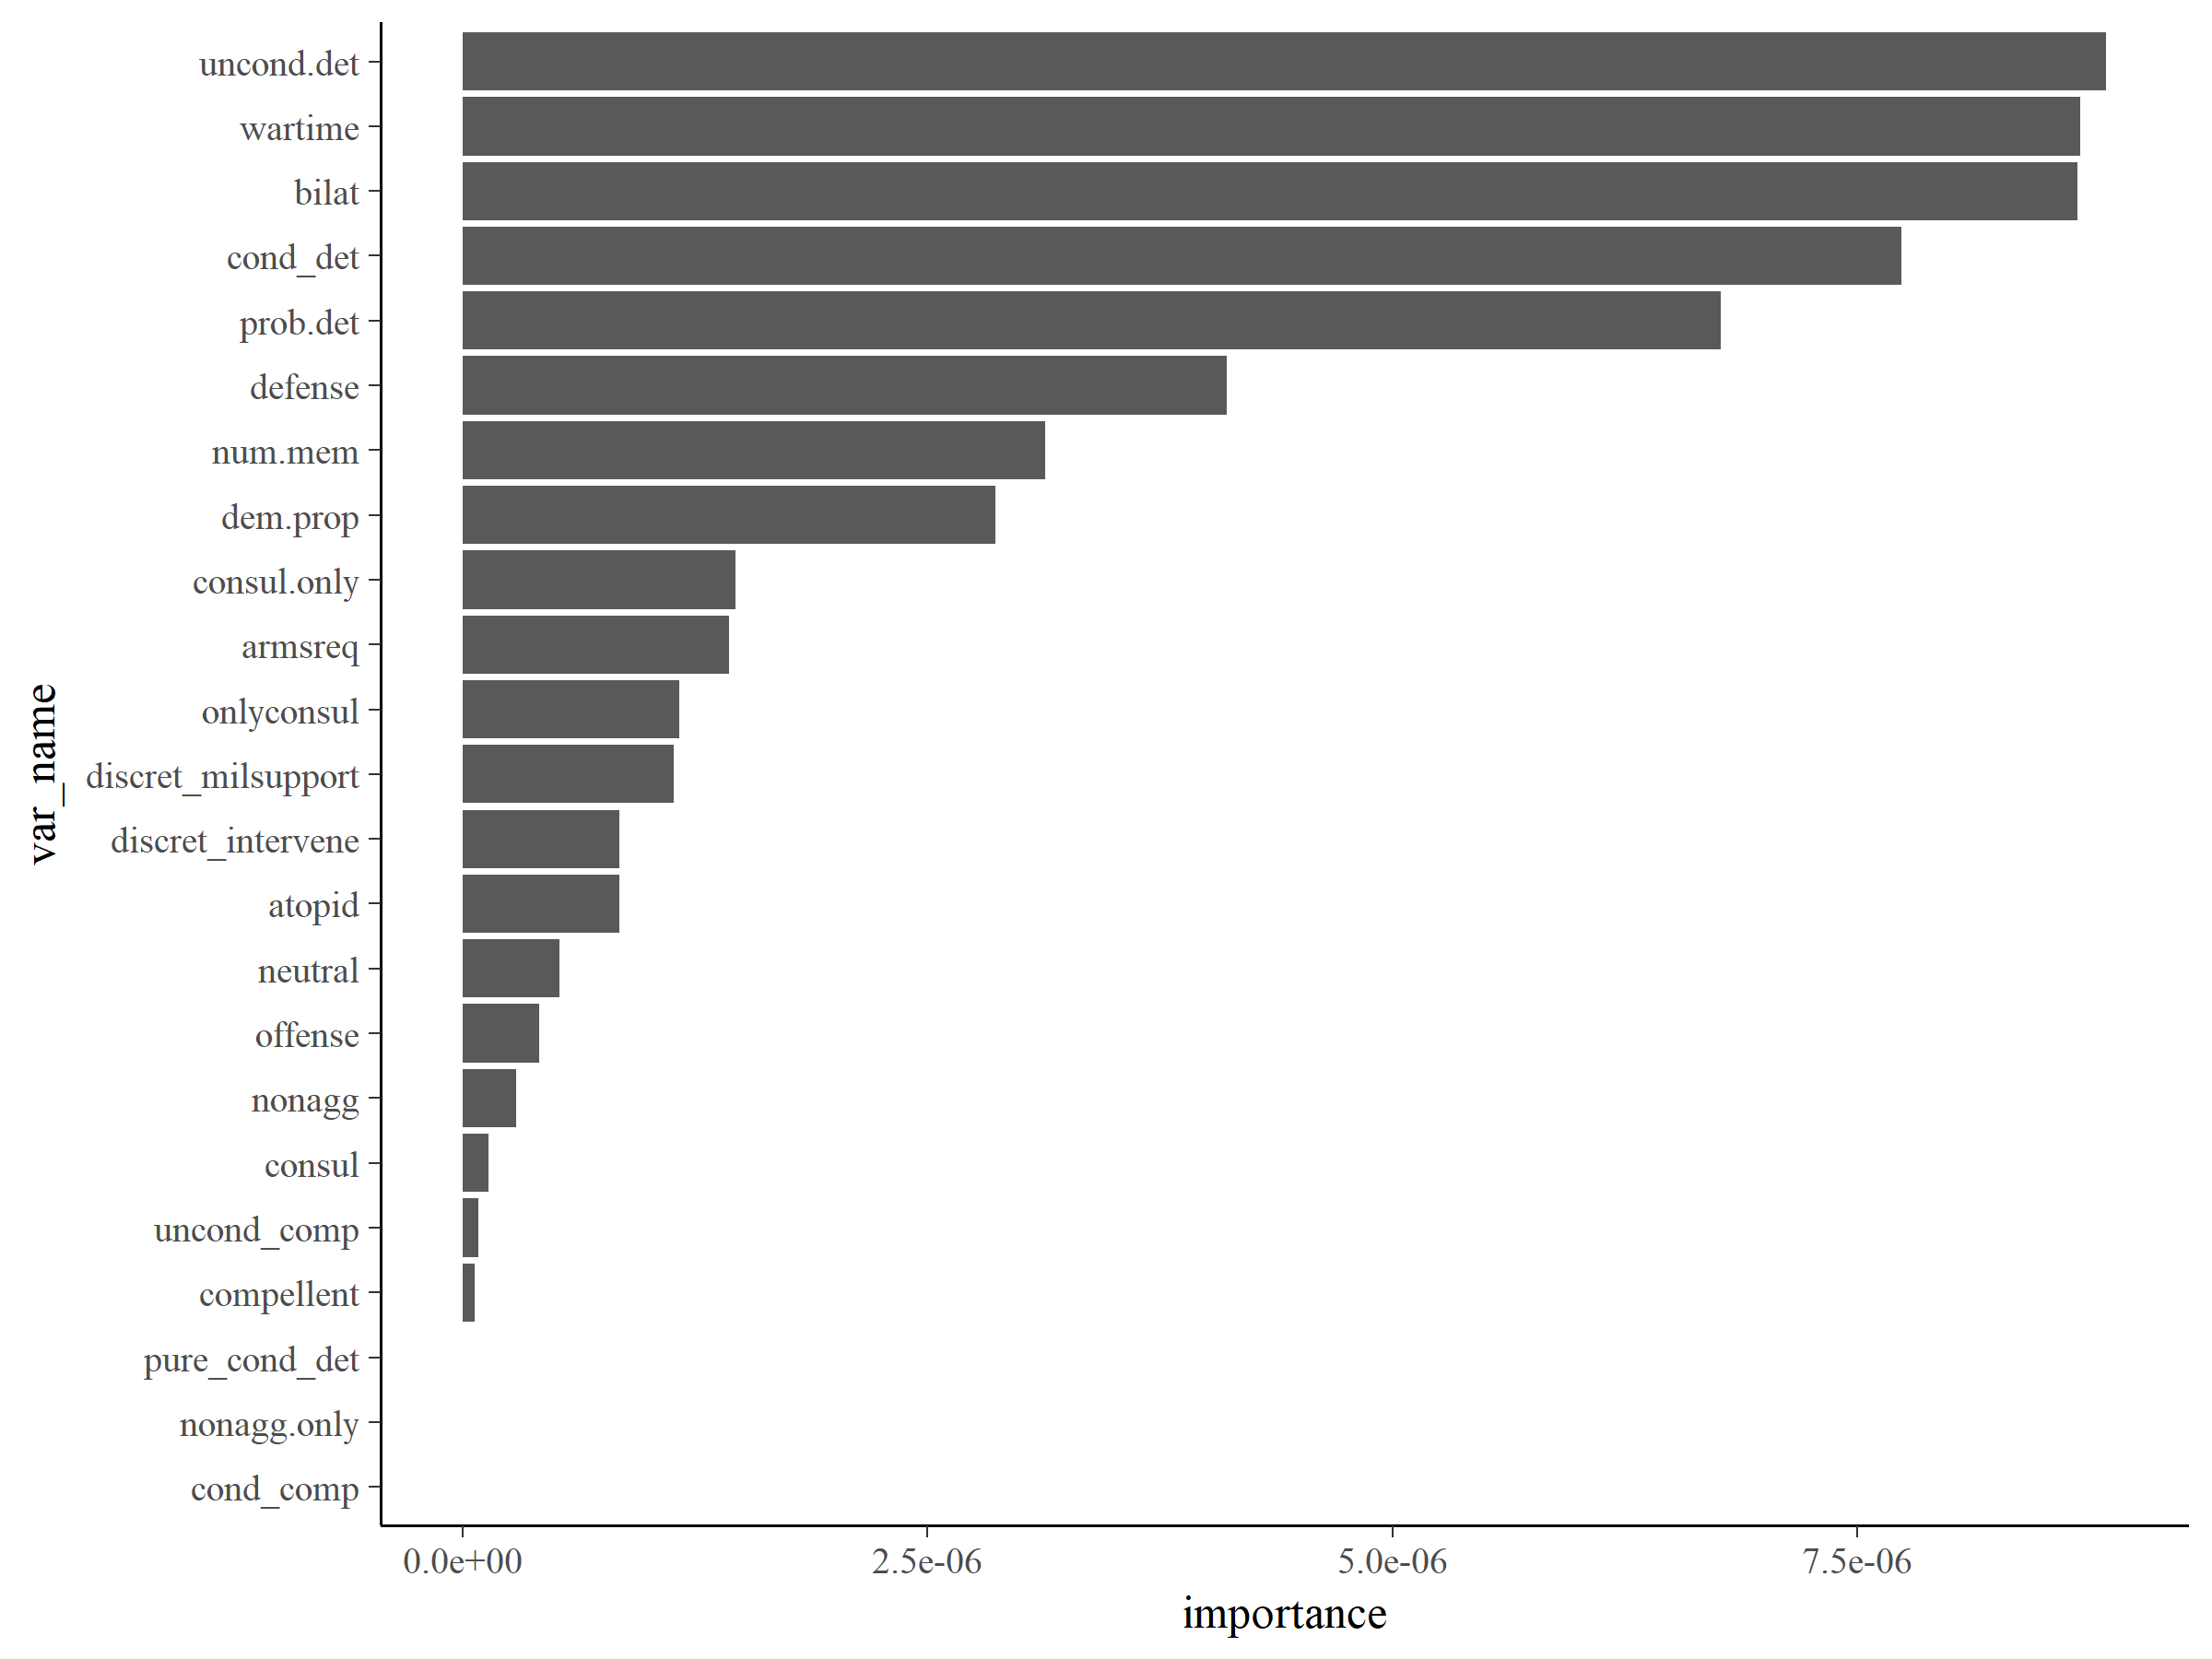 uncond.det
wartime
bilat
cond_det
prob.det
defense
num.mem
dem.prop
consul.only
armsreq
onlyconsul
discret_milsupport
discret_intervene
atopid
neutral
offense
nonagg
consul
uncond_comp
compellent
pure_cond_det
nonagg.only
cond_comp
var_name
0.0e+00 2.5e-06 5.0e-06 7.5e-06
importance